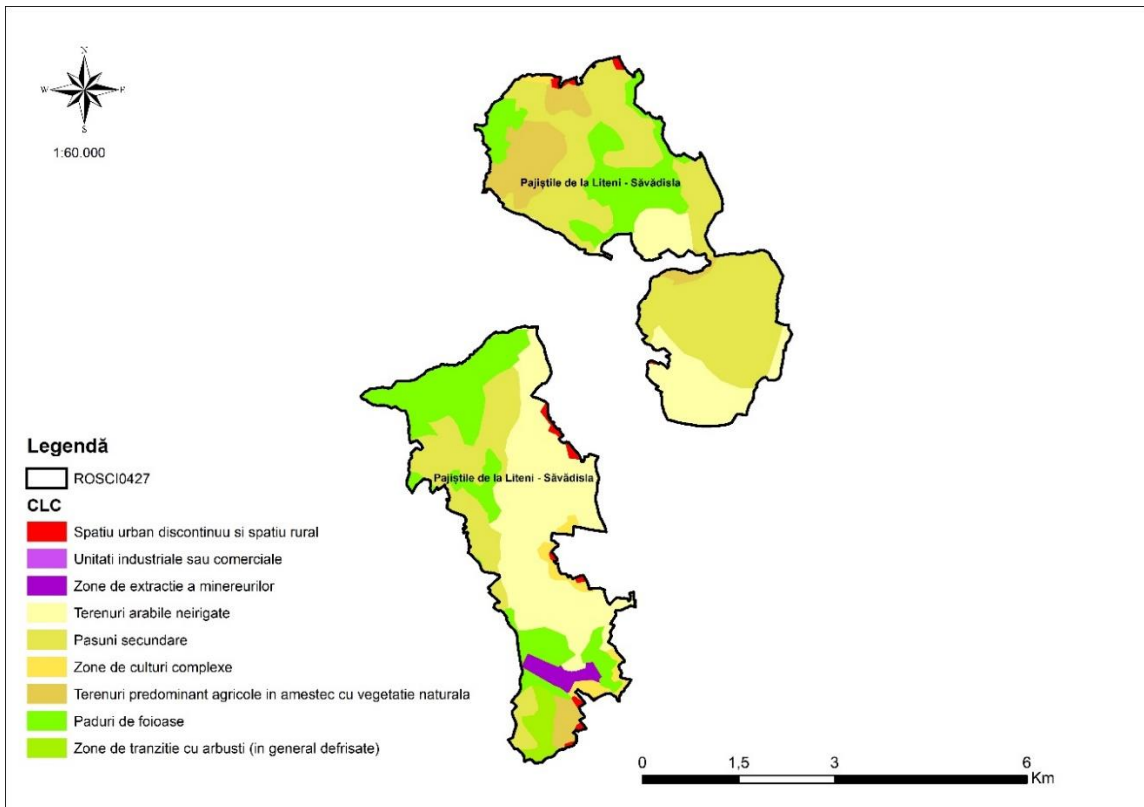 N
W E
S
1:60.000
Pajiștile de la Liteni - Săvădisla
Pajiștile de la Liteni - Săvădisla
Legendă
ROSCI0427
CLC
Spatiu urban discontinuu si spatiu rural
Unitati industriale sau comerciale
Zone de extractie a minereurilor
Terenuri arabile neirigate
Pasuni secundare
Zone de culturi complexe
Terenuri predominant agricole in amestec cu vegetatie naturala
Paduri de foioase
Zone de tranzitie cu arbusti (in general defrisate)
0 1,5 3 6
Km